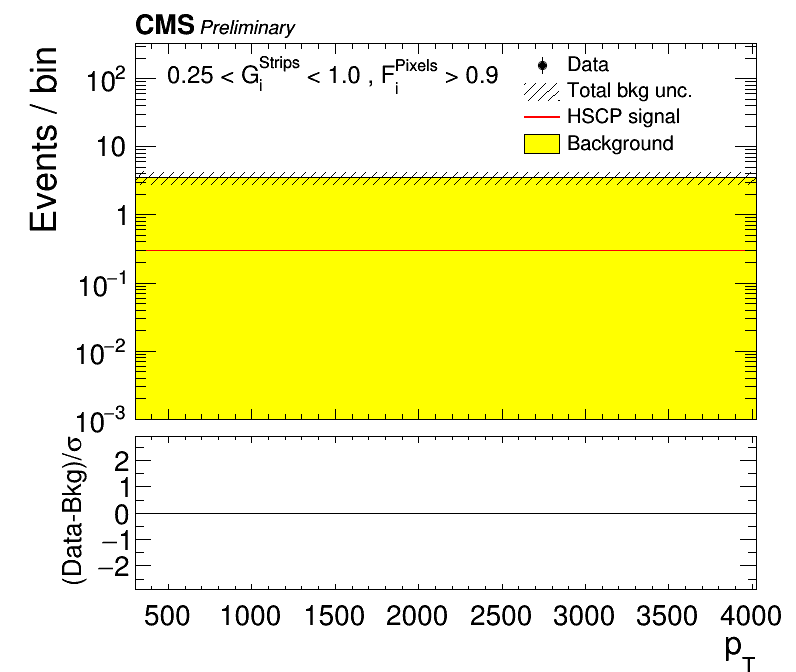 CMS Preliminary
0.25 < G_i^Strips < 1.0 , F_i^Pixels > 0.9
Data
Total bkg unc.
HSCP signal
Background
Events / bin
10²
10
1
10⁻¹
10⁻²
10⁻³
(Data-Bkg)/σ
2
1
0
−1
−2
500 1000 1500 2000 2500 3000 3500 4000
p_T